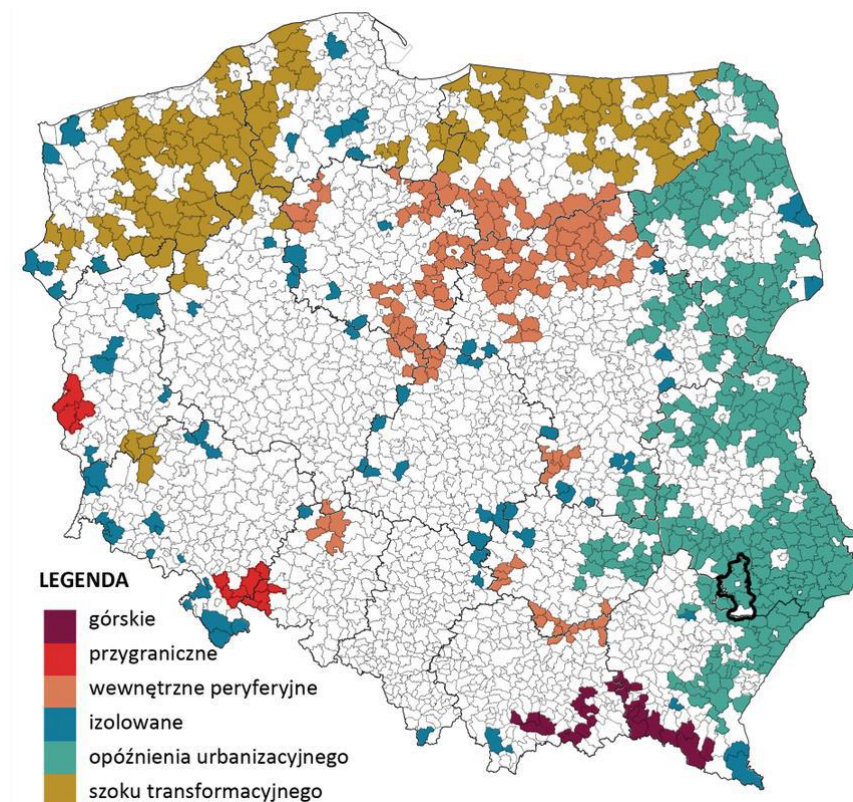 LEGENDA
górskie
przygraniczne
wewnętrzne peryferyjne
izolowane
opóźnienia urbanizacyjnego
szoku transformacyjnego